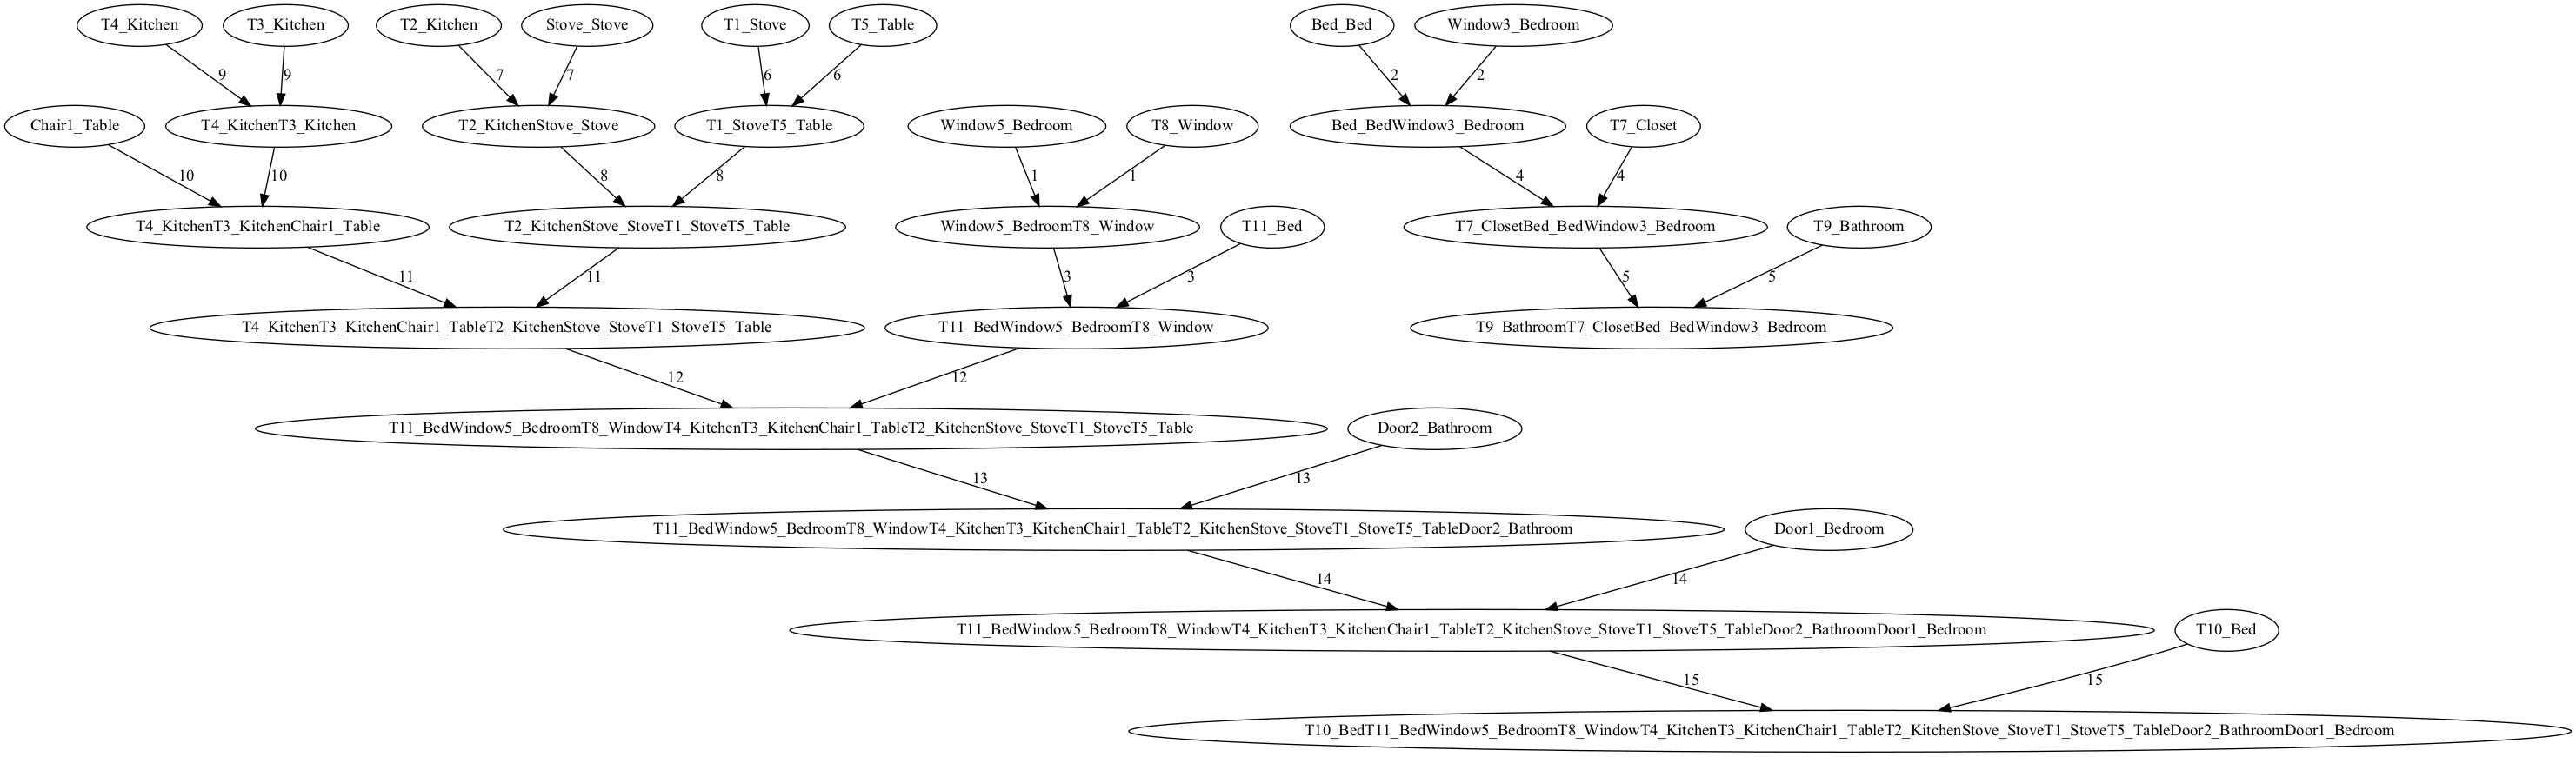 T4_Kitchen T3_Kitchen T2_Kitchen Stove_Stove T1_Stove T5_Table Bed_Bed Window3_Bedroom
9 9 7 7 6 6 2 2
Chair1_Table T4_KitchenT3_Kitchen T2_KitchenStove_Stove T1_StoveT5_Table Window5_Bedroom T8_Window Bed_BedWindow3_Bedroom T7_Closet
10 10 8 8 1 1 4 4
T4_KitchenT3_KitchenChair1_Table T2_KitchenStove_StoveT1_StoveT5_Table Window5_BedroomT8_Window T11_Bed T7_ClosetBed_BedWindow3_Bedroom T9_Bathroom
11 11 3 3 5 5
T4_KitchenT3_KitchenChair1_TableT2_KitchenStove_StoveT1_StoveT5_Table T11_BedWindow5_BedroomT8_Window T9_BathroomT7_ClosetBed_BedWindow3_Bedroom
12 12
T11_BedWindow5_BedroomT8_WindowT4_KitchenT3_KitchenChair1_TableT2_KitchenStove_StoveT1_StoveT5_Table Door2_Bathroom
13 13
T11_BedWindow5_BedroomT8_WindowT4_KitchenT3_KitchenChair1_TableT2_KitchenStove_StoveT1_StoveT5_TableDoor2_Bathroom Door1_Bedroom
14 14
T11_BedWindow5_BedroomT8_WindowT4_KitchenT3_KitchenChair1_TableT2_KitchenStove_StoveT1_StoveT5_TableDoor2_BathroomDoor1_Bedroom T10_Bed
15 15
T10_BedT11_BedWindow5_BedroomT8_WindowT4_KitchenT3_KitchenChair1_TableT2_KitchenStove_StoveT1_StoveT5_TableDoor2_BathroomDoor1_Bedroom